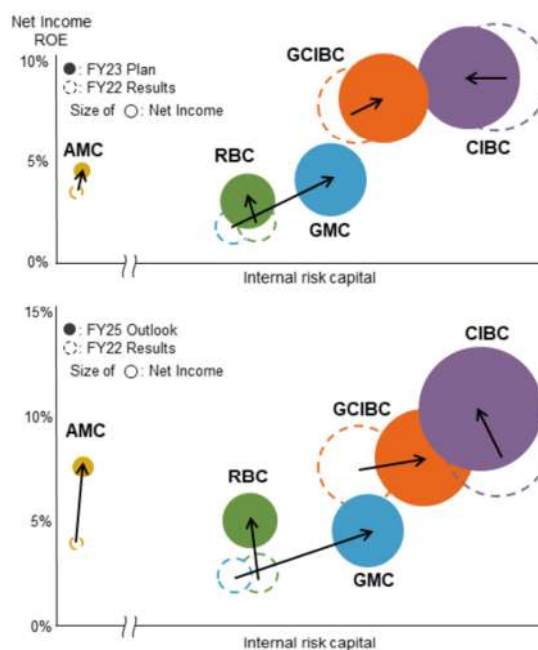 Net Income
ROE
10%
●: FY23 Plan
◌: FY22 Results
Size of ○: Net Income
GCIBC
AMC
RBC
CIBC
5%
GMC
0%
Internal risk capital
15%
●: FY25 Outlook
◌: FY22 Results
Size of ○: Net Income
CIBC
10%
AMC
GCIBC
RBC
5%
GMC
0%
Internal risk capital